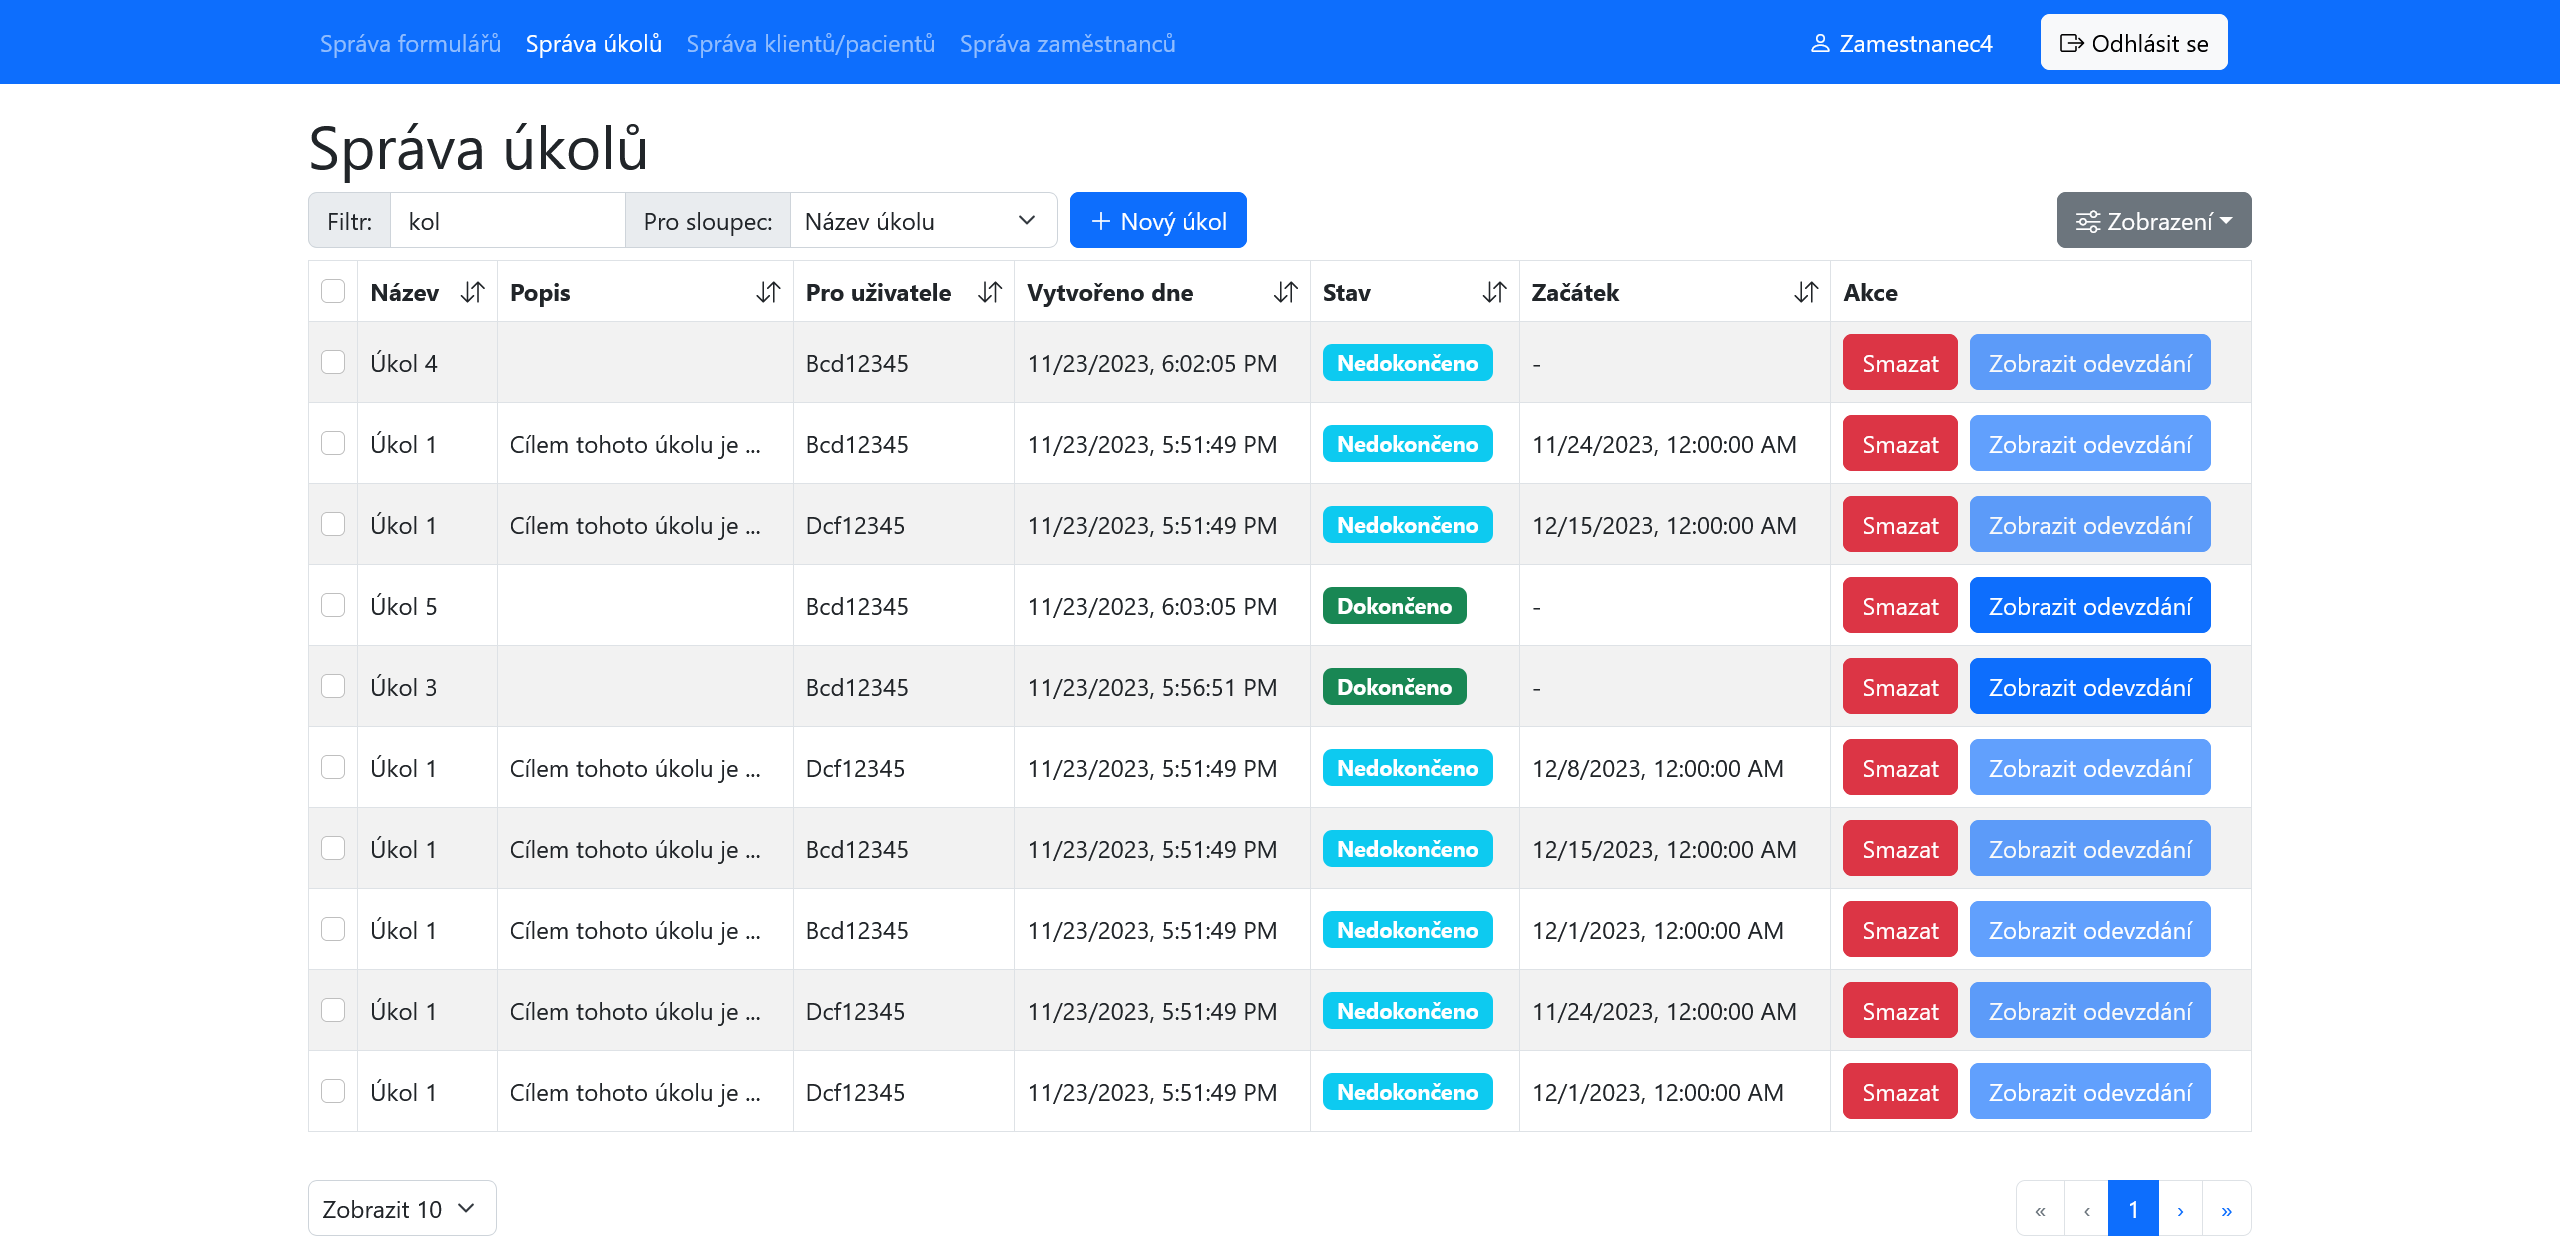 Správa formulářů Správa úkolů Správa klientů/pacientů Správa zaměstnanců Zamestnanec4 Odhlásit se
Správa úkolů
Filtr: kol Pro sloupec: Název úkolu + Nový úkol Zobrazení
Název Popis Pro uživatele Vytvořeno dne Stav Začátek Akce
Úkol 4 Bcd12345 11/23/2023, 6:02:05 PM Nedokončeno - Smazat Zobrazit odevzdání
Úkol 1 Cílem tohoto úkolu je ... Bcd12345 11/23/2023, 5:51:49 PM Nedokončeno 11/24/2023, 12:00:00 AM Smazat Zobrazit odevzdání
Úkol 1 Cílem tohoto úkolu je ... Dcf12345 11/23/2023, 5:51:49 PM Nedokončeno 12/15/2023, 12:00:00 AM Smazat Zobrazit odevzdání
Úkol 5 Bcd12345 11/23/2023, 6:03:05 PM Dokončeno - Smazat Zobrazit odevzdání
Úkol 3 Bcd12345 11/23/2023, 5:56:51 PM Dokončeno - Smazat Zobrazit odevzdání
Úkol 1 Cílem tohoto úkolu je ... Dcf12345 11/23/2023, 5:51:49 PM Nedokončeno 12/8/2023, 12:00:00 AM Smazat Zobrazit odevzdání
Úkol 1 Cílem tohoto úkolu je ... Bcd12345 11/23/2023, 5:51:49 PM Nedokončeno 12/15/2023, 12:00:00 AM Smazat Zobrazit odevzdání
Úkol 1 Cílem tohoto úkolu je ... Bcd12345 11/23/2023, 5:51:49 PM Nedokončeno 12/1/2023, 12:00:00 AM Smazat Zobrazit odevzdání
Úkol 1 Cílem tohoto úkolu je ... Dcf12345 11/23/2023, 5:51:49 PM Nedokončeno 11/24/2023, 12:00:00 AM Smazat Zobrazit odevzdání
Úkol 1 Cílem tohoto úkolu je ... Dcf12345 11/23/2023, 5:51:49 PM Nedokončeno 12/1/2023, 12:00:00 AM Smazat Zobrazit odevzdání
Zobrazit 10 « ‹ 1 › »